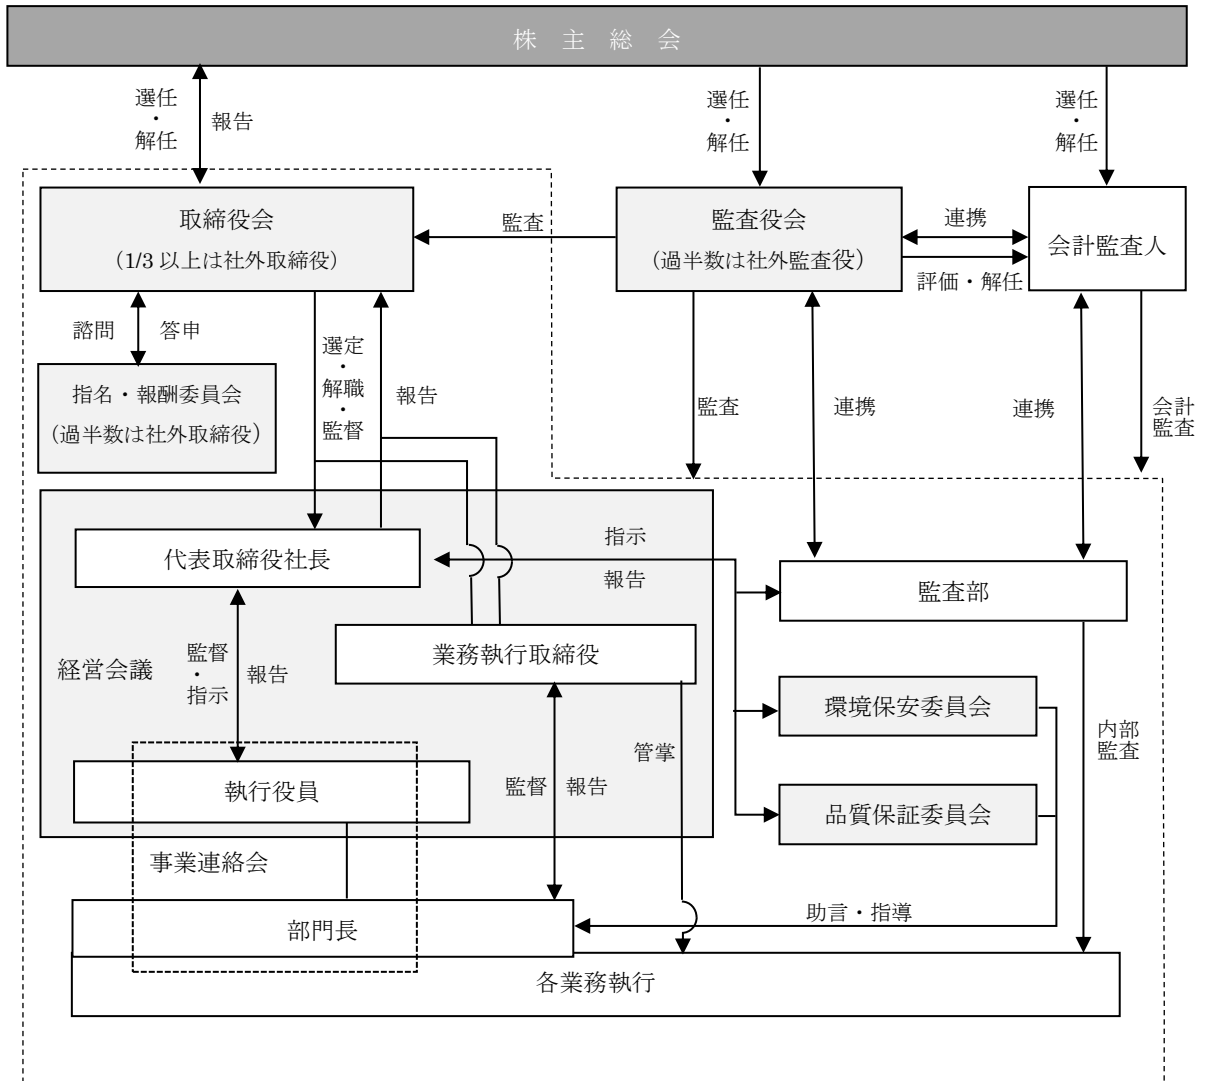 株　主　総　会
選任
・
解任
報告
選任
・
解任
選任
・
解任
取締役会
（1/3 以上は社外取締役）
監査
監査役会
（過半数は社外監査役）
連携
評価・解任
会計監査人
諮問
答申
選定
・
解職
・
監督
報告
指名・報酬委員会
（過半数は社外取締役）
監査
連携
連携
会計
監査
代表取締役社長
指示
報告
監査部
経営会議
監督
・
指示
報告
業務執行取締役
環境保安委員会
内部
監査
管掌
執行役員
監督
報告
品質保証委員会
事業連絡会
助言・指導
部門長
各業務執行